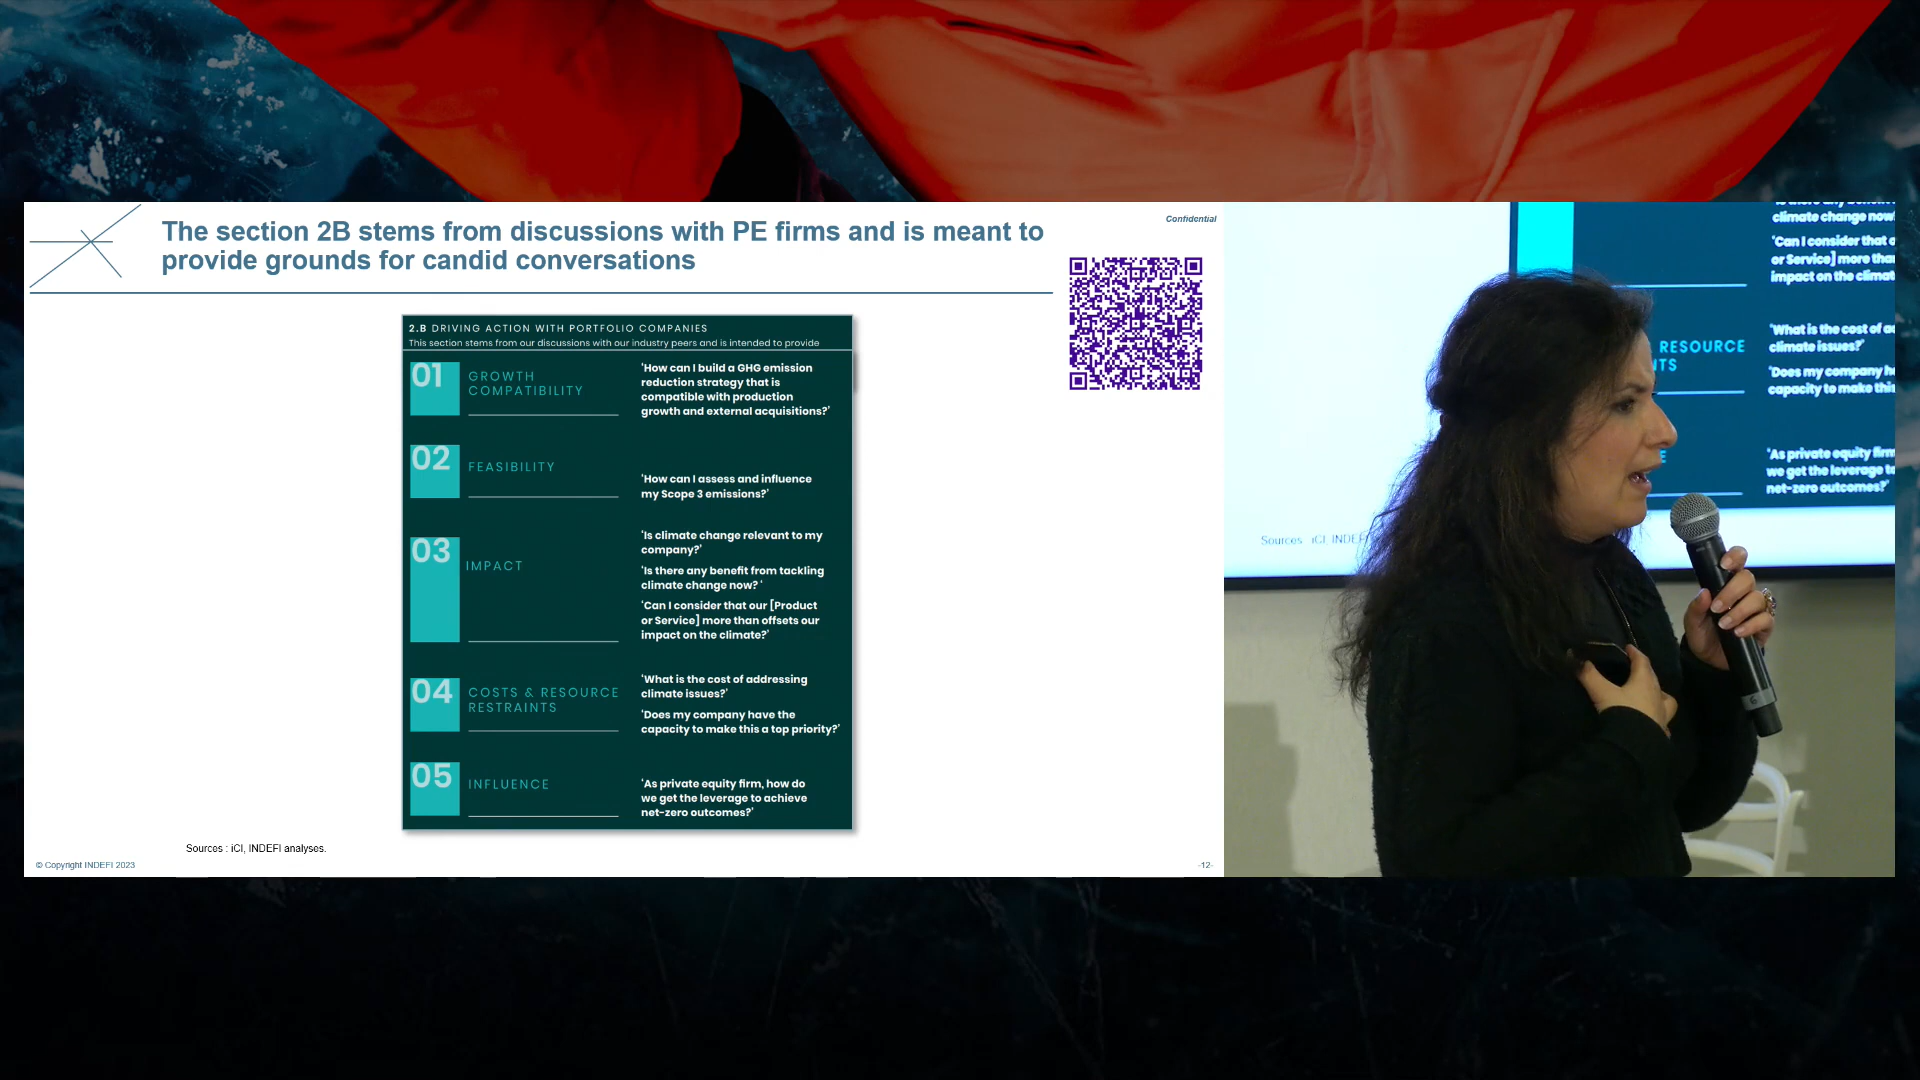 Confidential
The section 2B stems from discussions with PE firms and is meant to
provide grounds for candid conversations
2.B DRIVING ACTION WITH PORTFOLIO COMPANIES
This section stems from our discussions with our industry peers and is intended to provide
01
GROWTH
COMPATIBILITY
'How can I build a GHG emission
reduction strategy that is
compatible with production
growth and external acquisitions?'
02
FEASIBILITY
'How can I assess and influence
my Scope 3 emissions?'
03
IMPACT
'Is climate change relevant to my
company?'
'Is there any benefit from tackling
climate change now? '
'Can I consider that our [Product
or Service] more than offsets our
impact on the climate?'
04
COSTS & RESOURCE
RESTRAINTS
'What is the cost of addressing
climate issues?'
'Does my company have the
capacity to make this a top priority?'
05
INFLUENCE
'As private equity firm, how do
we get the leverage to achieve
net-zero outcomes?'
Sources : iCI, INDEFI analyses.
© Copyright INDEFI 2023
-12-
climate change now?
'Can I consider that
or Service] more
impact on the
RESOURCE
'What is the cost of
climate issues?'
'Does my company
capacity to make this
'As private equity
we get the leverage
net-zero outcomes?'
Sources : iCI,